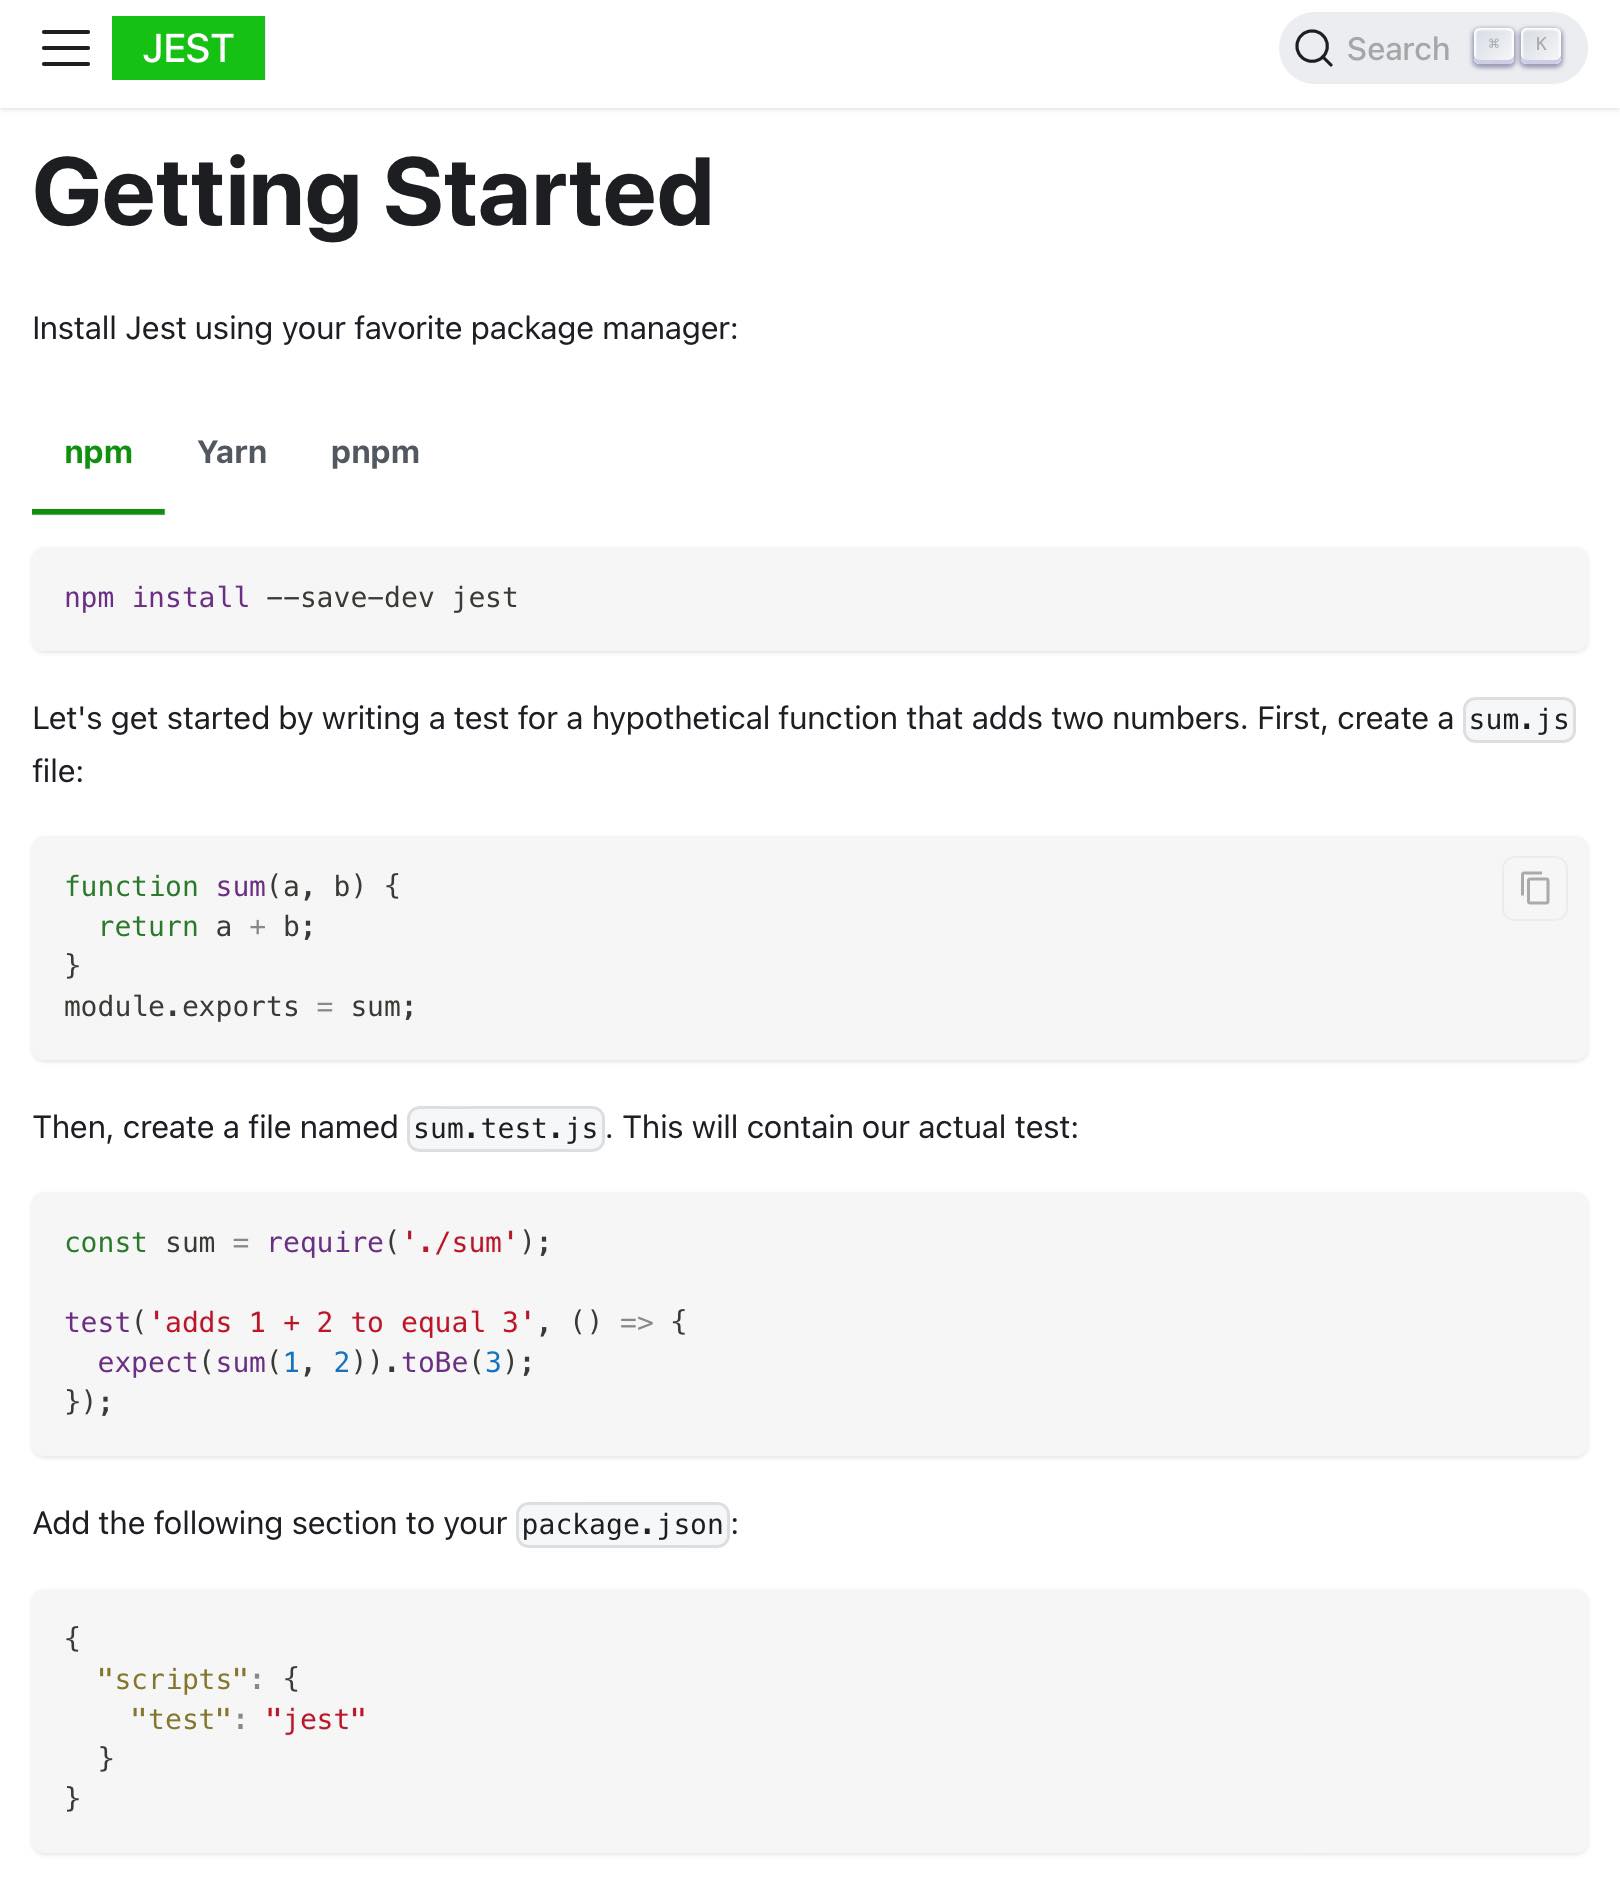 JEST
Search ⌘ K
Getting Started
Install Jest using your favorite package manager:
npm Yarn pnpm
npm install --save-dev jest
Let's get started by writing a test for a hypothetical function that adds two numbers. First, create a sum.js
file:
function sum(a, b) {
  return a + b;
}
module.exports = sum;
Then, create a file named sum.test.js. This will contain our actual test:
const sum = require('./sum');

test('adds 1 + 2 to equal 3', () => {
  expect(sum(1, 2)).toBe(3);
});
Add the following section to your package.json:
{
  "scripts": {
    "test": "jest"
  }
}